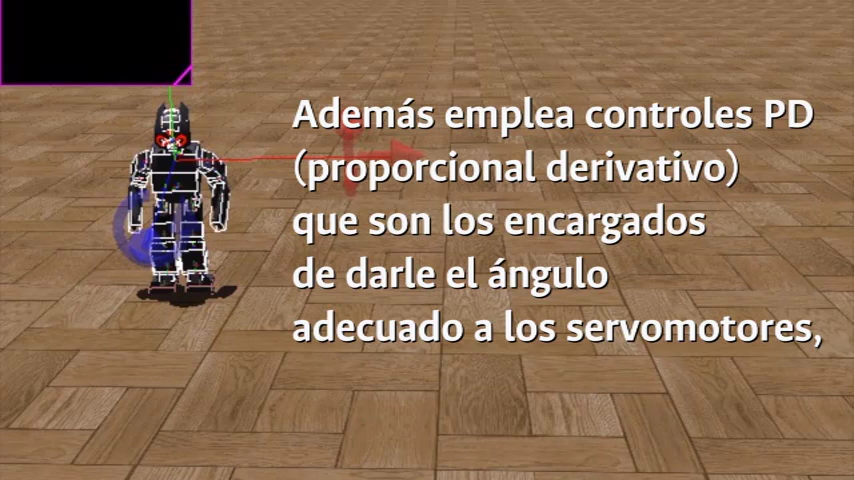 Además emplea controles PD
(proporcional derivativo)
que son los encargados
de darle el ángulo
adecuado a los servomotores,